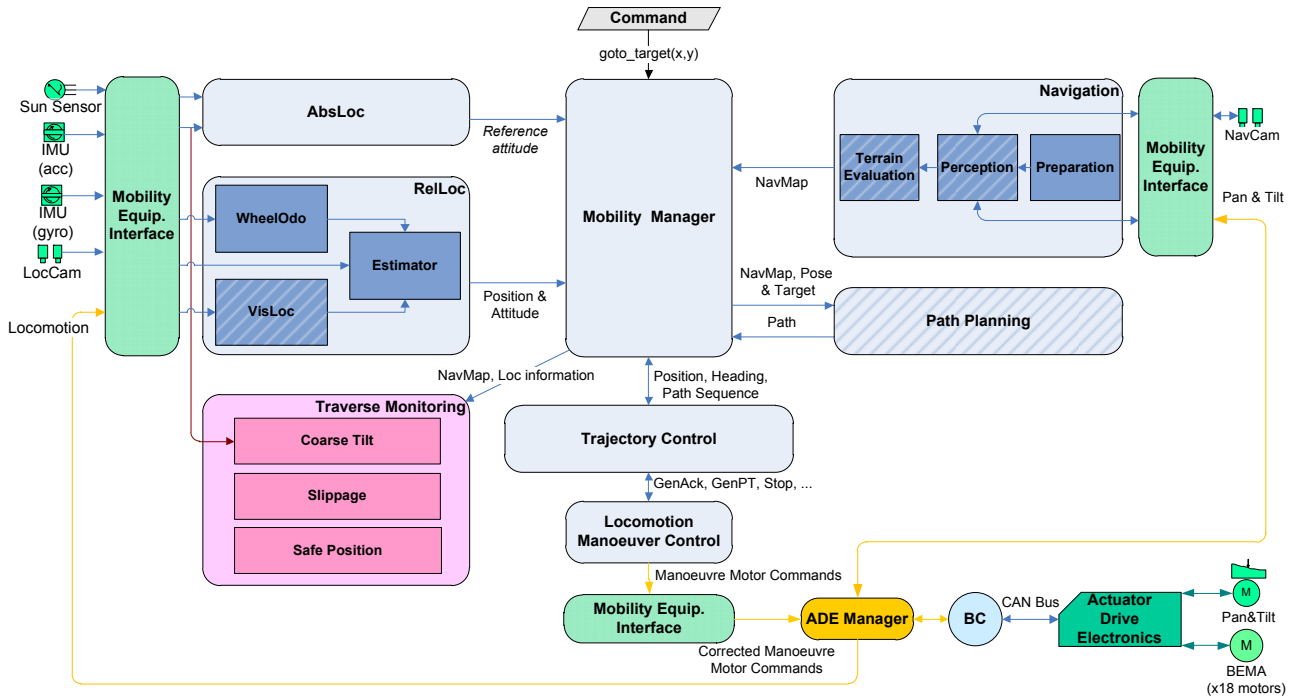 Command
goto_target(x,y)
Sun Sensor
IMU
(acc)
IMU
(gyro)
LocCam
Locomotion
Mobility
Equip.
Interface
AbsLoc
Reference
attitude
RelLoc
WheelOdo
Estimator
VisLoc
Position &
Attitude
Mobility Manager
Navigation
Terrain
Evaluation
Perception
Preparation
NavMap
Mobility
Equip.
Interface
NavCam
Pan & Tilt
NavMap, Pose
& Target
Path
Path Planning
NavMap, Loc information
Position, Heading,
Path Sequence
Traverse Monitoring
Coarse Tilt
Slippage
Safe Position
Trajectory Control
GenAck, GenPT, Stop, ...
Locomotion
Manoeuver Control
Manoeuvre Motor Commands
Mobility Equip.
Interface
Corrected Manoeuvre
Motor Commands
ADE Manager
BC
CAN Bus
Actuator
Drive
Electronics
M
Pan&Tilt
M
BEMA
(x18 motors)